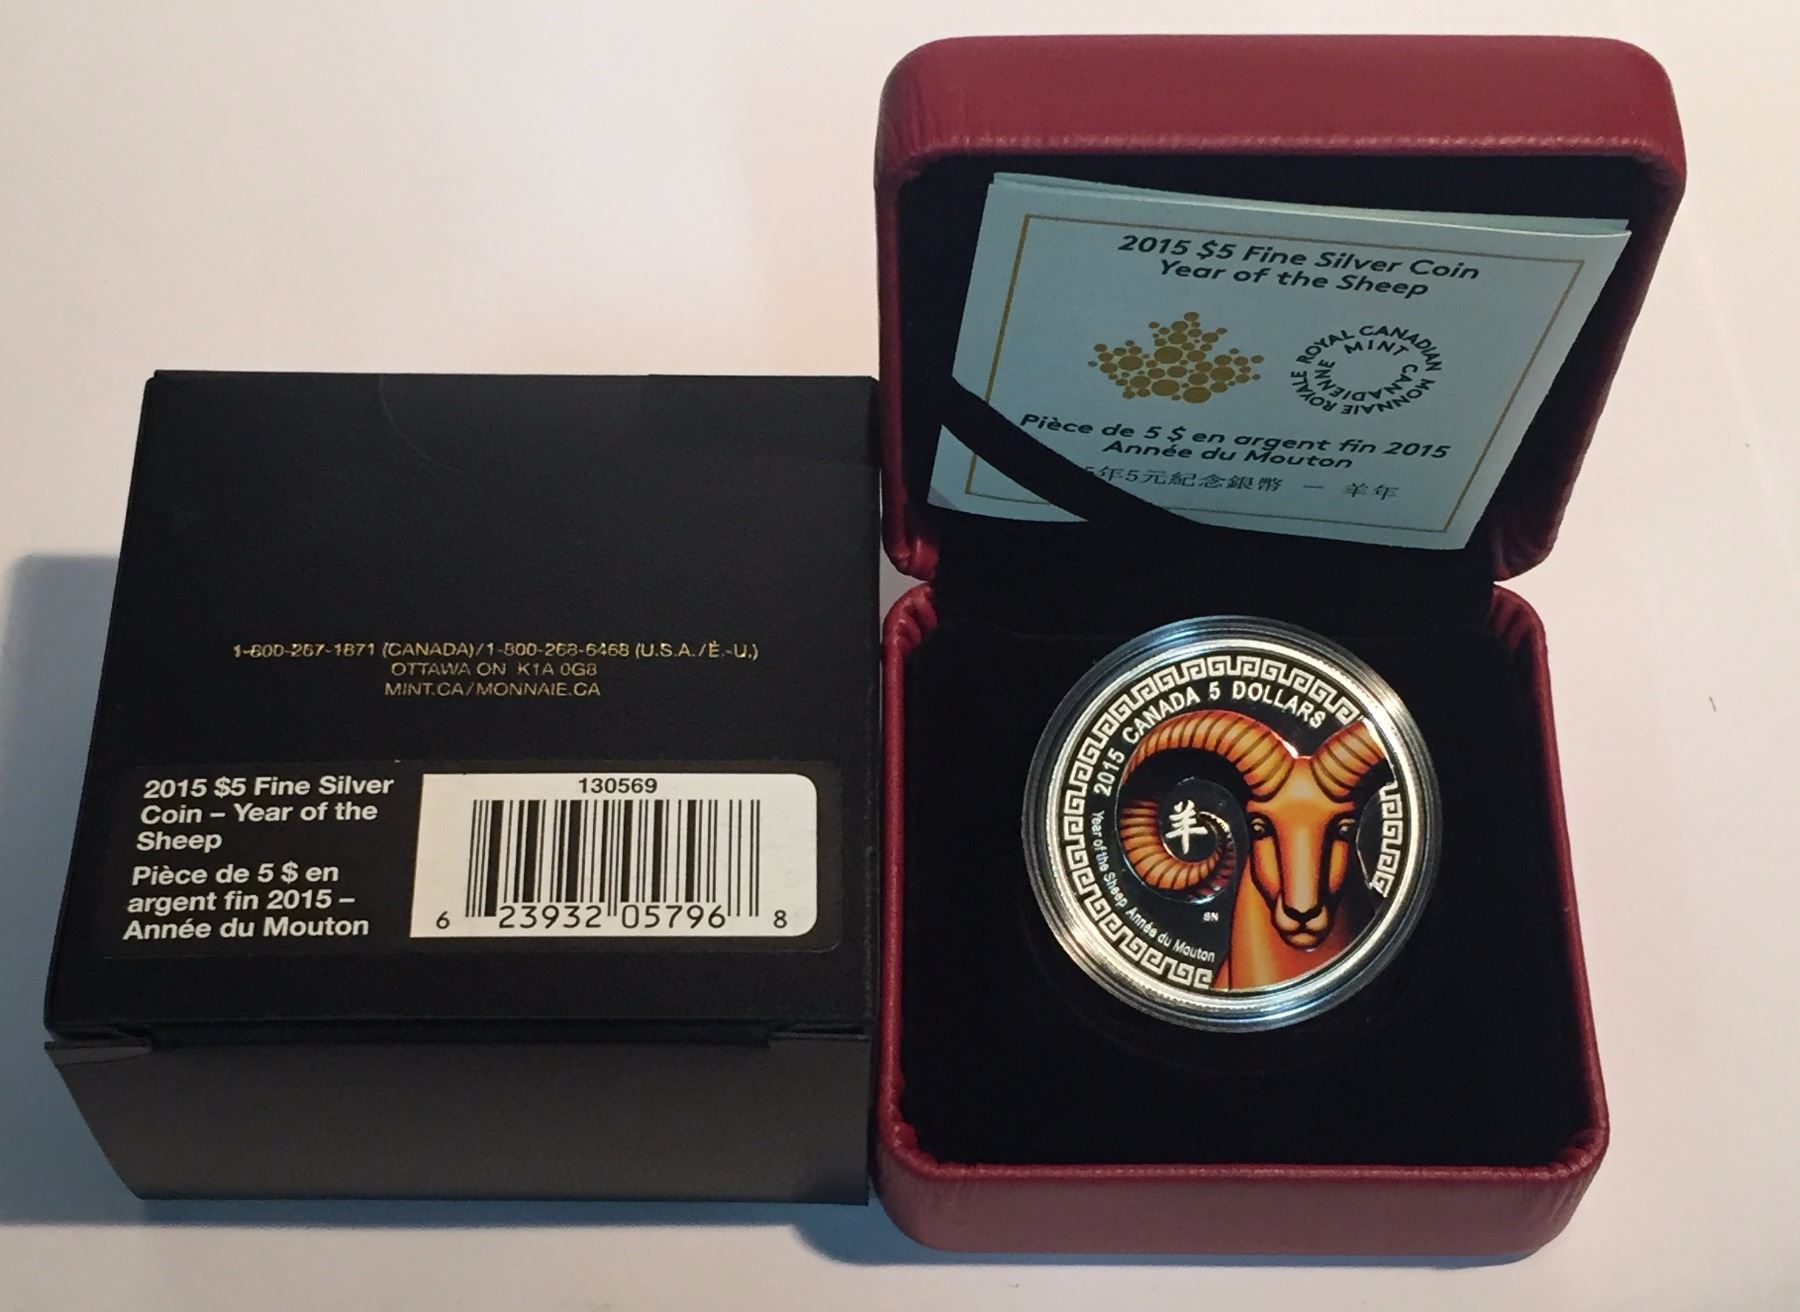 1-800-267-1871 (CANADA)/1-800-268-6468 (U.S.A./É.-U.)
OTTAWA ON K1A 0G8
MINT.CA/MONNAIE.CA
2015 $5 Fine Silver
Coin – Year of the
Sheep
Pièce de 5 $ en
argent fin 2015 –
Année du Mouton
130569
6 23932 05796 8
2015 $5 Fine Silver Coin
Year of the Sheep
ROYAL CANADIAN MINT
MONNAIE ROYALE CANADIENNE
Pièce de 5 $ en argent fin 2015
Année du Mouton
5年5元紀念銀幣 – 羊年
2015 CANADA 5 DOLLARS
羊
SN
Year of the Sheep Année du Mouton